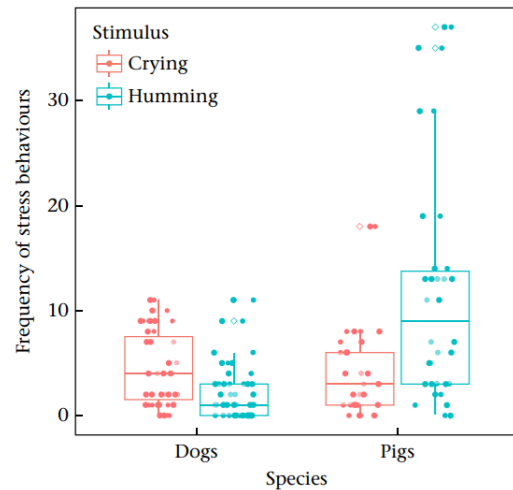 Stimulus
Crying
Humming
Frequency of stress behaviours
30
20
10
0
Dogs
Pigs
Species